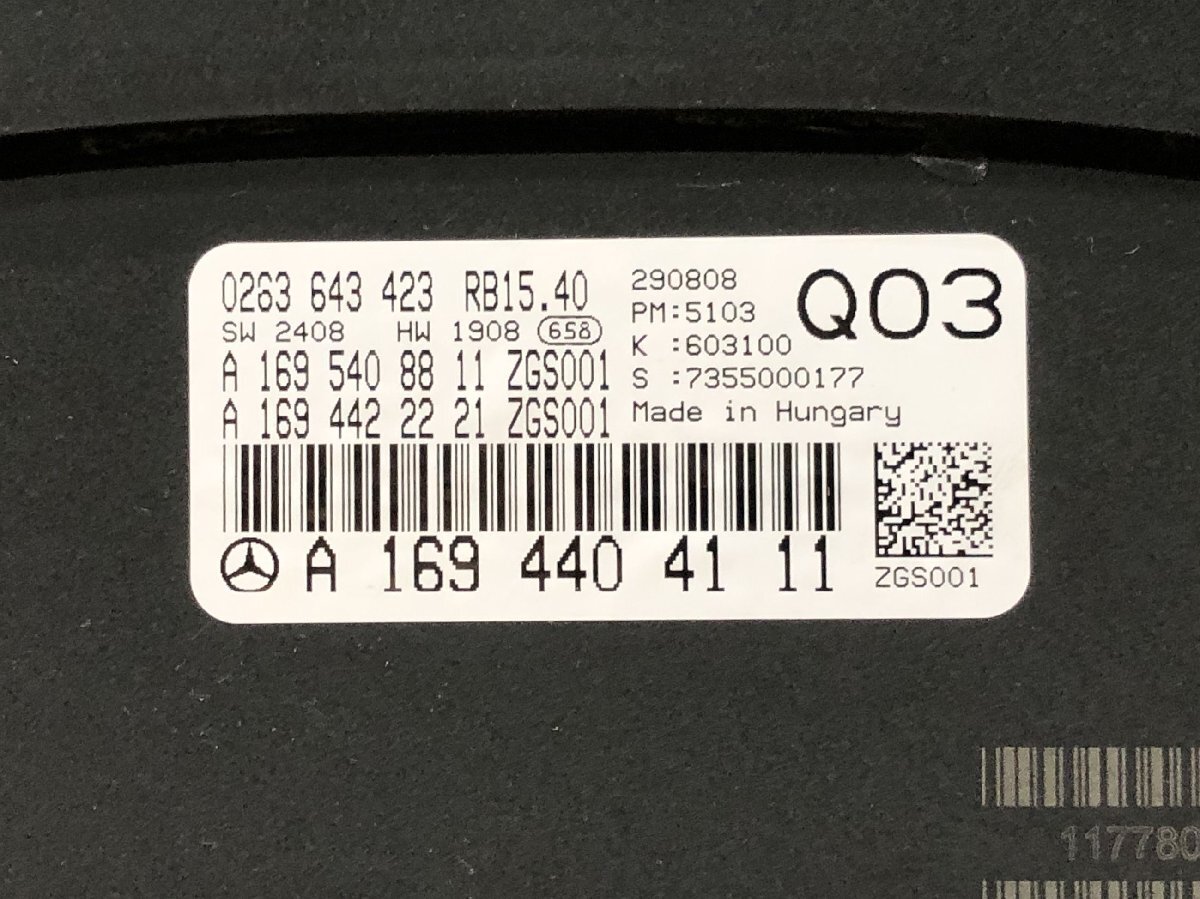 0263 643 423 RB15.40
SW 2408 HW 1908 658
A 169 540 88 11 ZGS001
A 169 442 22 21 ZGS001
290808
PM:5103
K :603100
S :7355000177
Made in Hungary
Q03
A 169 440 41 11
ZGS001
117780